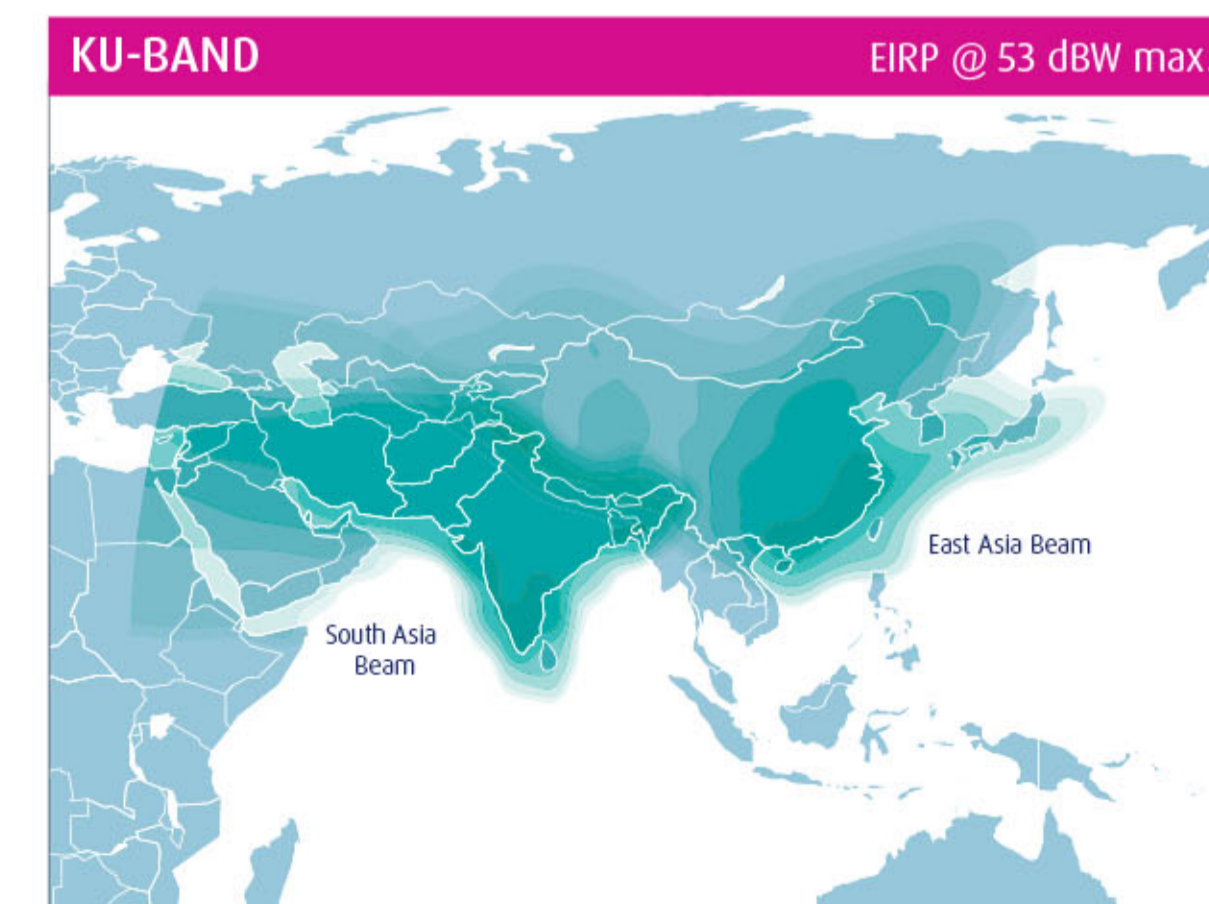 KU-BAND
EIRP @ 53 dBW max.
East Asia Beam
South Asia
Beam